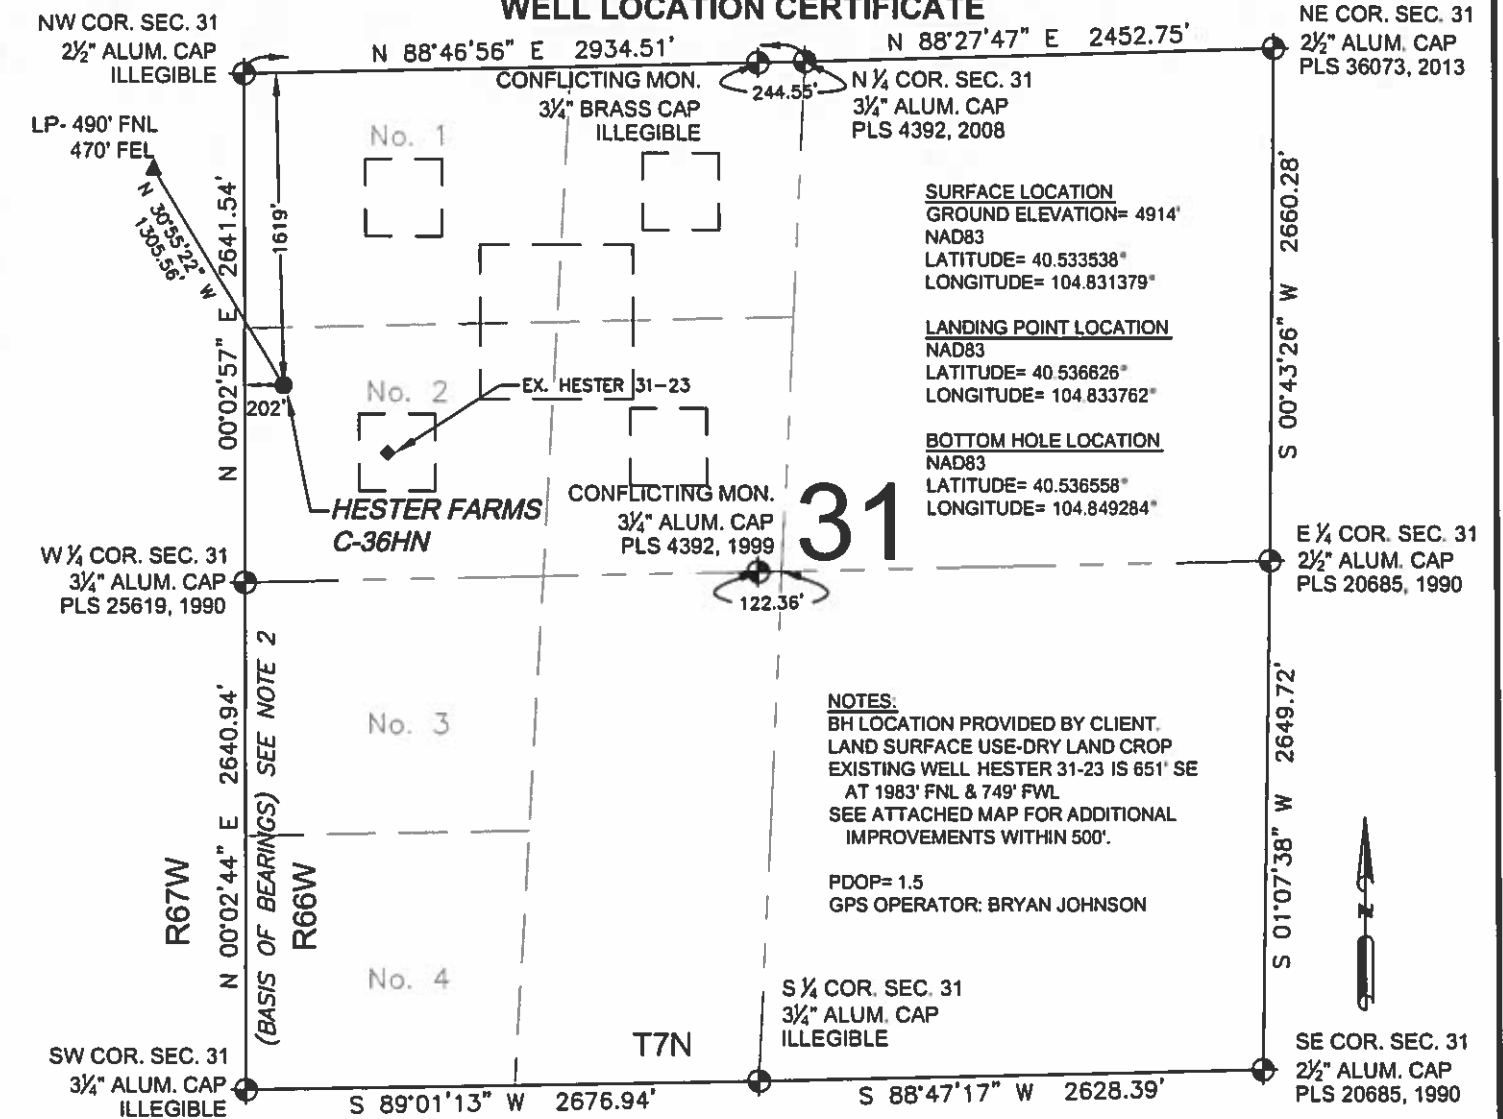 WELL LOCATION CERTIFICATE
NW COR. SEC. 31
2½" ALUM. CAP
ILLEGIBLE
N 88°46'56" E 2934.51'
N 88°27'47" E 2452.75'
NE COR. SEC. 31
2½" ALUM. CAP
PLS 36073, 2013
CONFLICTING MON.
3¼" BRASS CAP
ILLEGIBLE
244.55'
N ¼ COR. SEC. 31
3¼" ALUM. CAP
PLS 4392, 2008
LP- 490' FNL
470' FEL
N 30°55'22" W
1305.56'
N 00°02'57" E 2641.54'
1619'
202'
No. 1
No. 2
EX. HESTER 31-23
HESTER FARMS
C-36HN
SURFACE LOCATION
GROUND ELEVATION= 4914'
NAD83
LATITUDE= 40.533538°
LONGITUDE= 104.831379°
LANDING POINT LOCATION
NAD83
LATITUDE= 40.536626°
LONGITUDE= 104.833762°
BOTTOM HOLE LOCATION
NAD83
LATITUDE= 40.536558°
LONGITUDE= 104.849284°
S 00°43'26" W 2660.28'
CONFLICTING MON.
3¼" ALUM. CAP
PLS 4392, 1999
31
122.36'
W ¼ COR. SEC. 31
3¼" ALUM. CAP
PLS 25619, 1990
E ¼ COR. SEC. 31
2½" ALUM. CAP
PLS 20685, 1990
N 00°02'44" E 2640.94'
(BASIS OF BEARINGS) SEE NOTE 2
R67W
R66W
No. 3
No. 4
NOTES:
BH LOCATION PROVIDED BY CLIENT.
LAND SURFACE USE-DRY LAND CROP
EXISTING WELL HESTER 31-23 IS 651' SE
AT 1983' FNL & 749' FWL
SEE ATTACHED MAP FOR ADDITIONAL
IMPROVEMENTS WITHIN 500'.
PDOP= 1.5
GPS OPERATOR: BRYAN JOHNSON
S 01°07'38" W 2649.72'
N
S ¼ COR. SEC. 31
3¼" ALUM. CAP
ILLEGIBLE
T7N
SW COR. SEC. 31
3¼" ALUM. CAP
ILLEGIBLE
S 89°01'13" W 2676.94'
S 88°47'17" W 2628.39'
SE COR. SEC. 31
2½" ALUM. CAP
PLS 20685, 1990